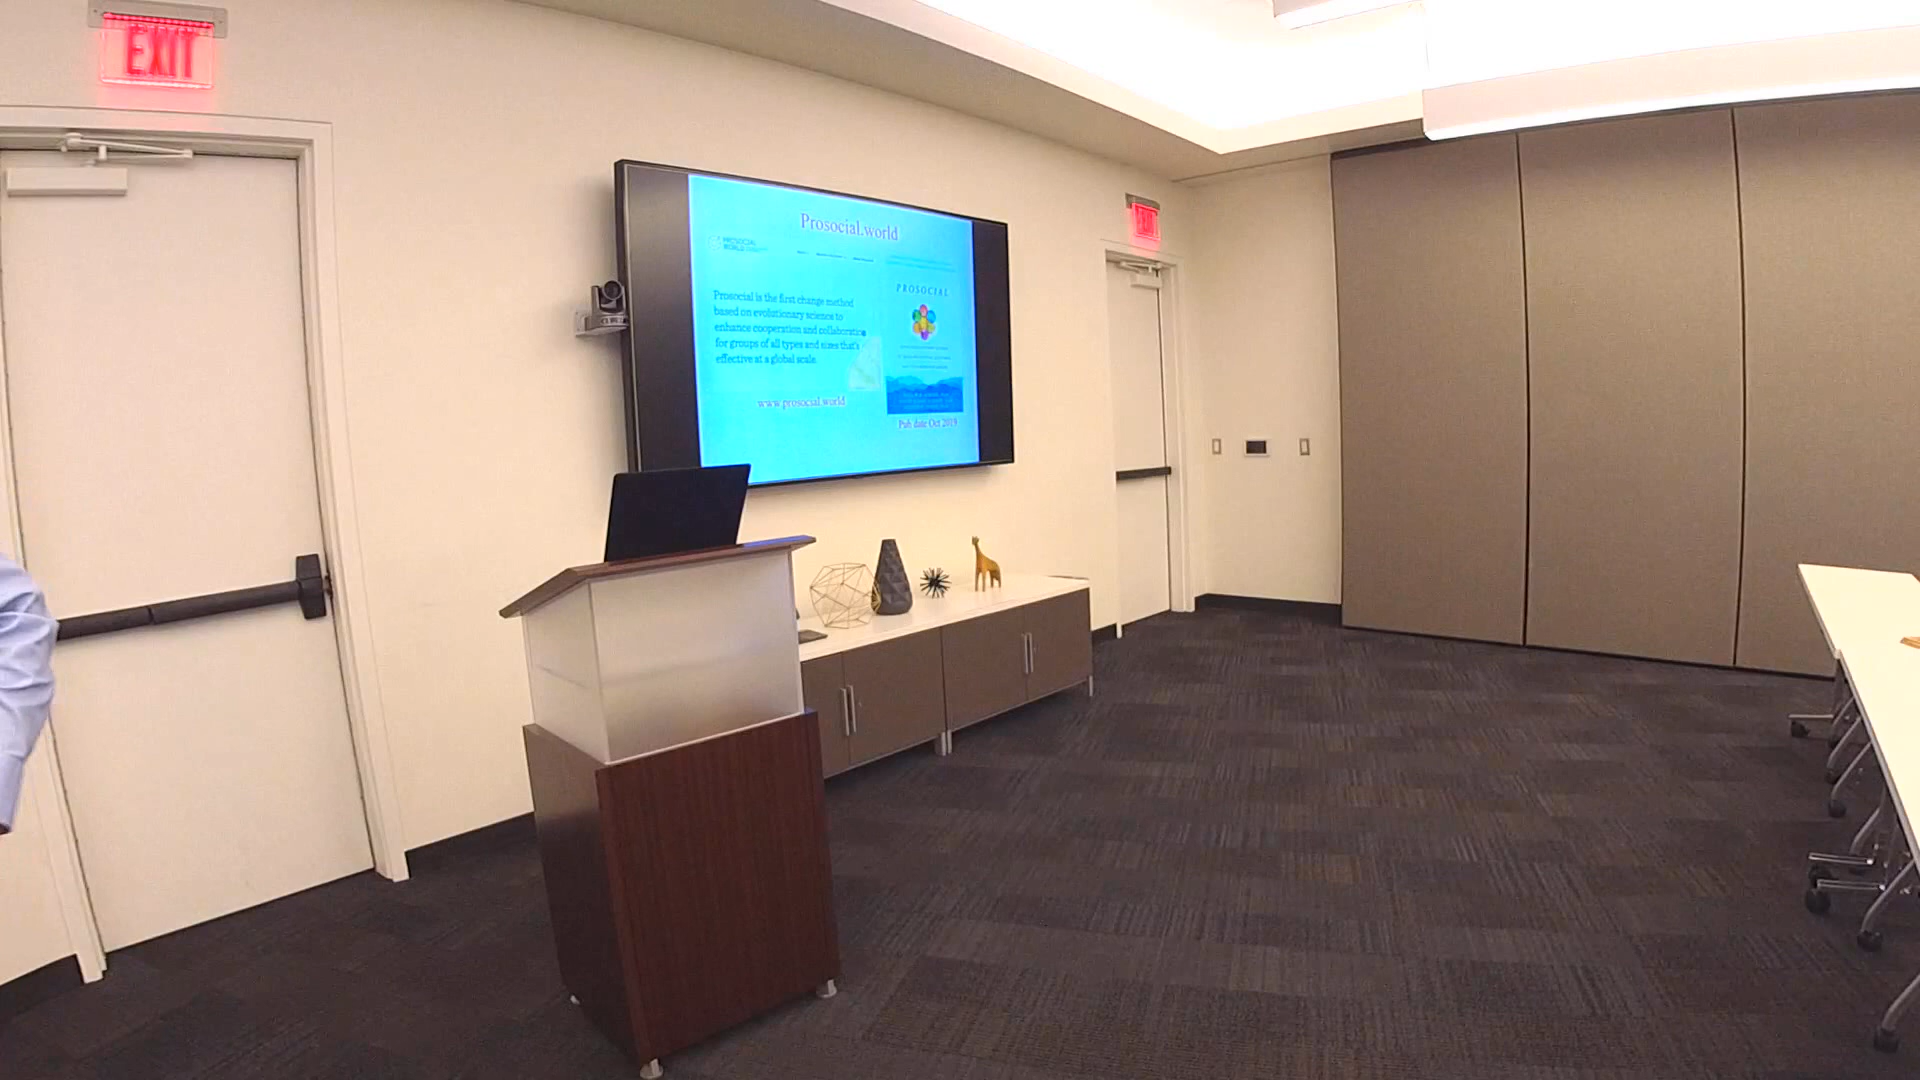 EXIT
EXIT
Prosocial.world
PROSOCIAL
WORLD
Prosocial is the first change method
based on evolutionary science to
enhance cooperation and collaboration
for groups of all types and sizes that's
effective at a global scale.
www.prosocial.world
PROSOCIAL
Pub date Oct 2019